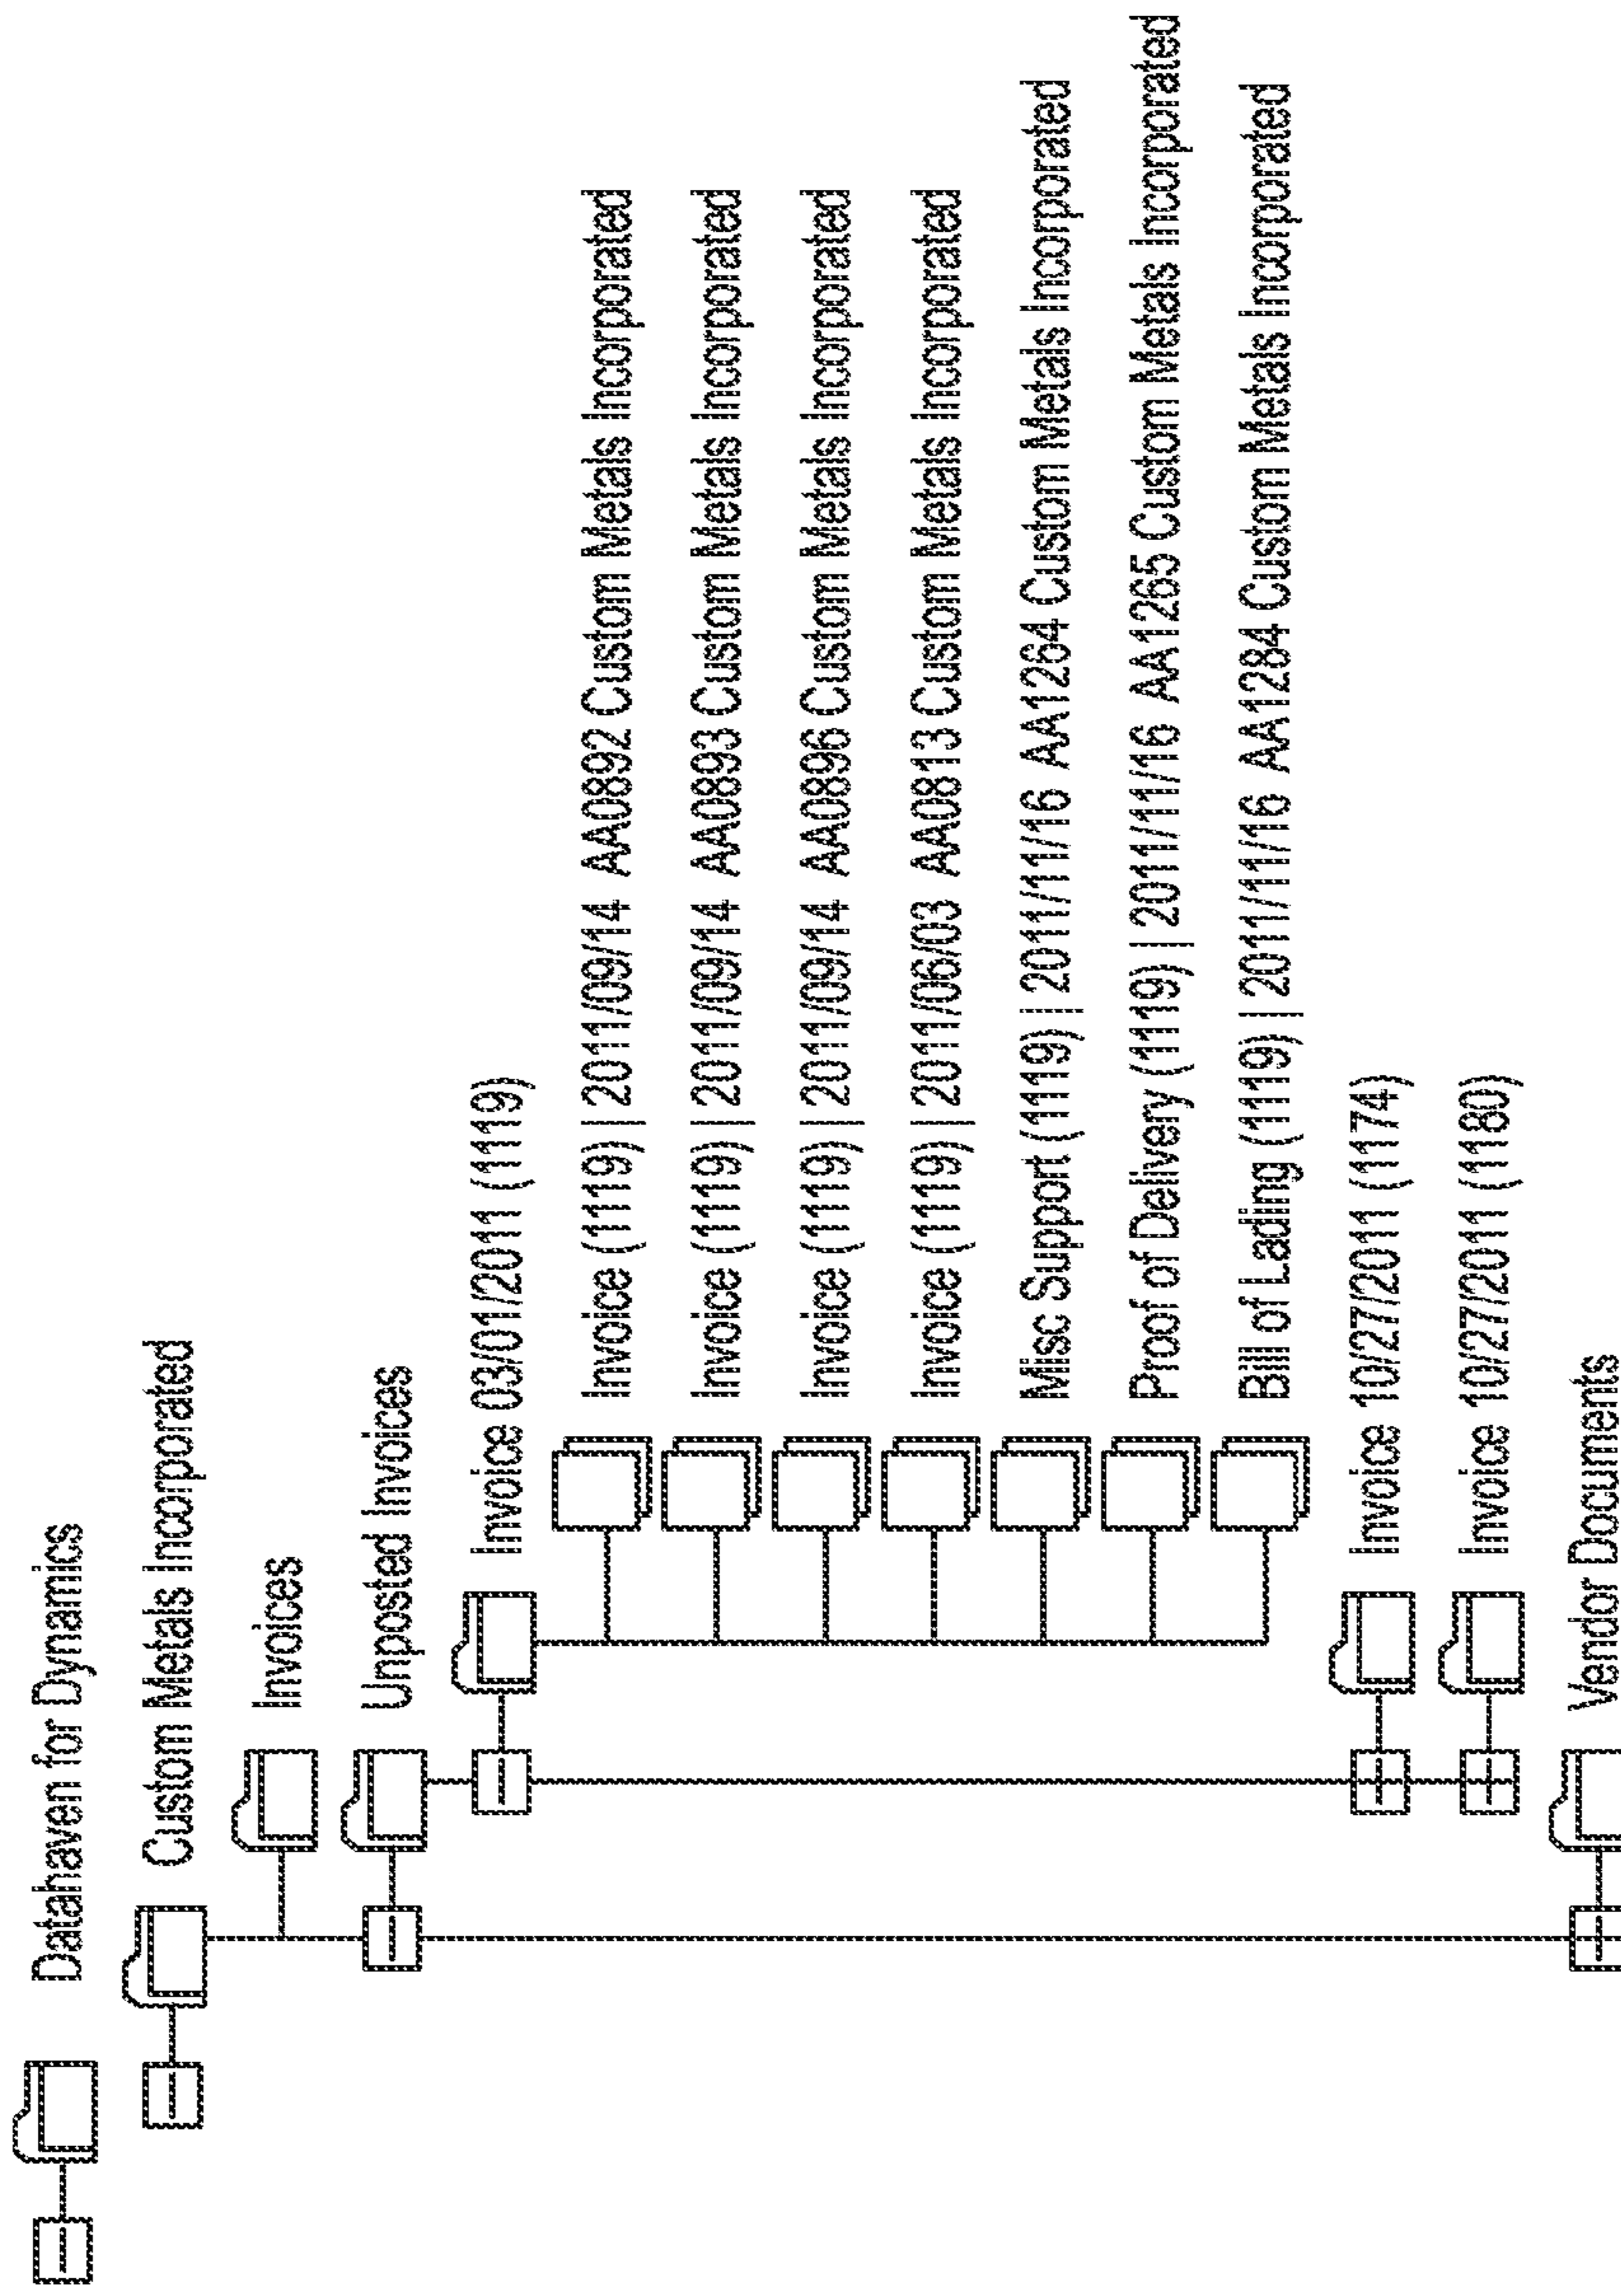 Datahaven for Dynamics
Custom Metals Incorporated
Invoices
Unposted Invoices
Invoice 03/01/2011 (1119)
Invoice (1119) | 2011/09/14 AA0892 Custom Metals Incorporated
Invoice (1119) | 2011/09/14 AA0893 Custom Metals Incorporated
Invoice (1119) | 2011/09/14 AA0896 Custom Metals Incorporated
Invoice (1119) | 2011/06/03 AA0813 Custom Metals Incorporated
Misc Support (1119) | 2011/11/16 AA1264 Custom Metals Incorporated
Proof of Delivery (1119) | 2011/11/16 AA1265 Custom Metals Incorporated
Bill of Lading (1119) | 2011/11/16 AA1284 Custom Metals Incorporated
Invoice 10/27/2011 (1174)
Invoice 10/27/2011 (1180)
Vendor Documents